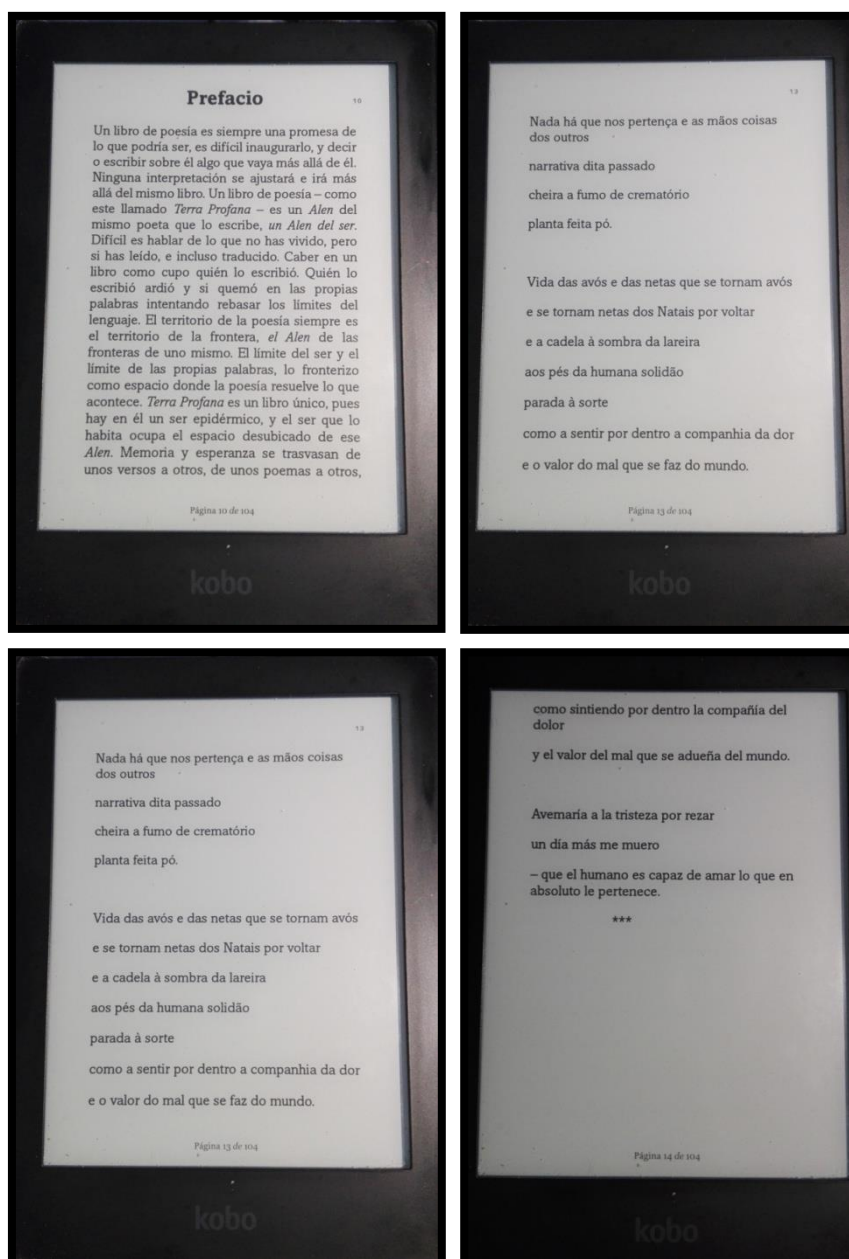 Prefacio
10
Un libro de poesía es siempre una promesa de
lo que podría ser, es difícil inaugurarlo, y decir
o escribir sobre él algo que vaya más allá de él.
Ninguna interpretación se ajustará e irá más
allá del mismo libro. Un libro de poesía – como
este llamado Terra Profana – es un Alen del
mismo poeta que lo escribe, un Alen del ser.
Difícil es hablar de lo que no has vivido, pero
si has leído, e incluso traducido. Caber en un
libro como cupo quién lo escribió. Quién lo
escribió ardió y si quemó en las propias
palabras intentando rebasar los límites del
lenguaje. El territorio de la poesía siempre es
el territorio de la frontera, el Alen de las
fronteras de uno mismo. El límite del ser y el
límite de las propias palabras, lo fronterizo
como espacio donde la poesía resuelve lo que
acontece. Terra Profana es un libro único, pues
hay en él un ser epidérmico, y el ser que lo
habita ocupa el espacio desubicado de ese
Alen. Memoria y esperanza se trasvasan de
unos versos a otros, de unos poemas a otros,
Página 10 de 104
kobo
13
Nada há que nos pertença e as mãos coisas
dos outros
narrativa dita passado
cheira a fumo de crematório
planta feita pó.
Vida das avós e das netas que se tornam avós
e se tornam netas dos Natais por voltar
e a cadela à sombra da lareira
aos pés da humana solidão
parada à sorte
como a sentir por dentro a companhia da dor
e o valor do mal que se faz do mundo.
Página 13 de 104
kobo
13
Nada há que nos pertença e as mãos coisas
dos outros
narrativa dita passado
cheira a fumo de crematório
planta feita pó.
Vida das avós e das netas que se tornam avós
e se tornam netas dos Natais por voltar
e a cadela à sombra da lareira
aos pés da humana solidão
parada à sorte
como a sentir por dentro a companhia da dor
e o valor do mal que se faz do mundo.
Página 13 de 104
kobo
como sintiendo por dentro la compañía del
dolor
y el valor del mal que se adueña del mundo.
Avemaría a la tristeza por rezar
un día más me muero
– que el humano es capaz de amar lo que en
absoluto le pertenece.
***
Página 14 de 104
kobo